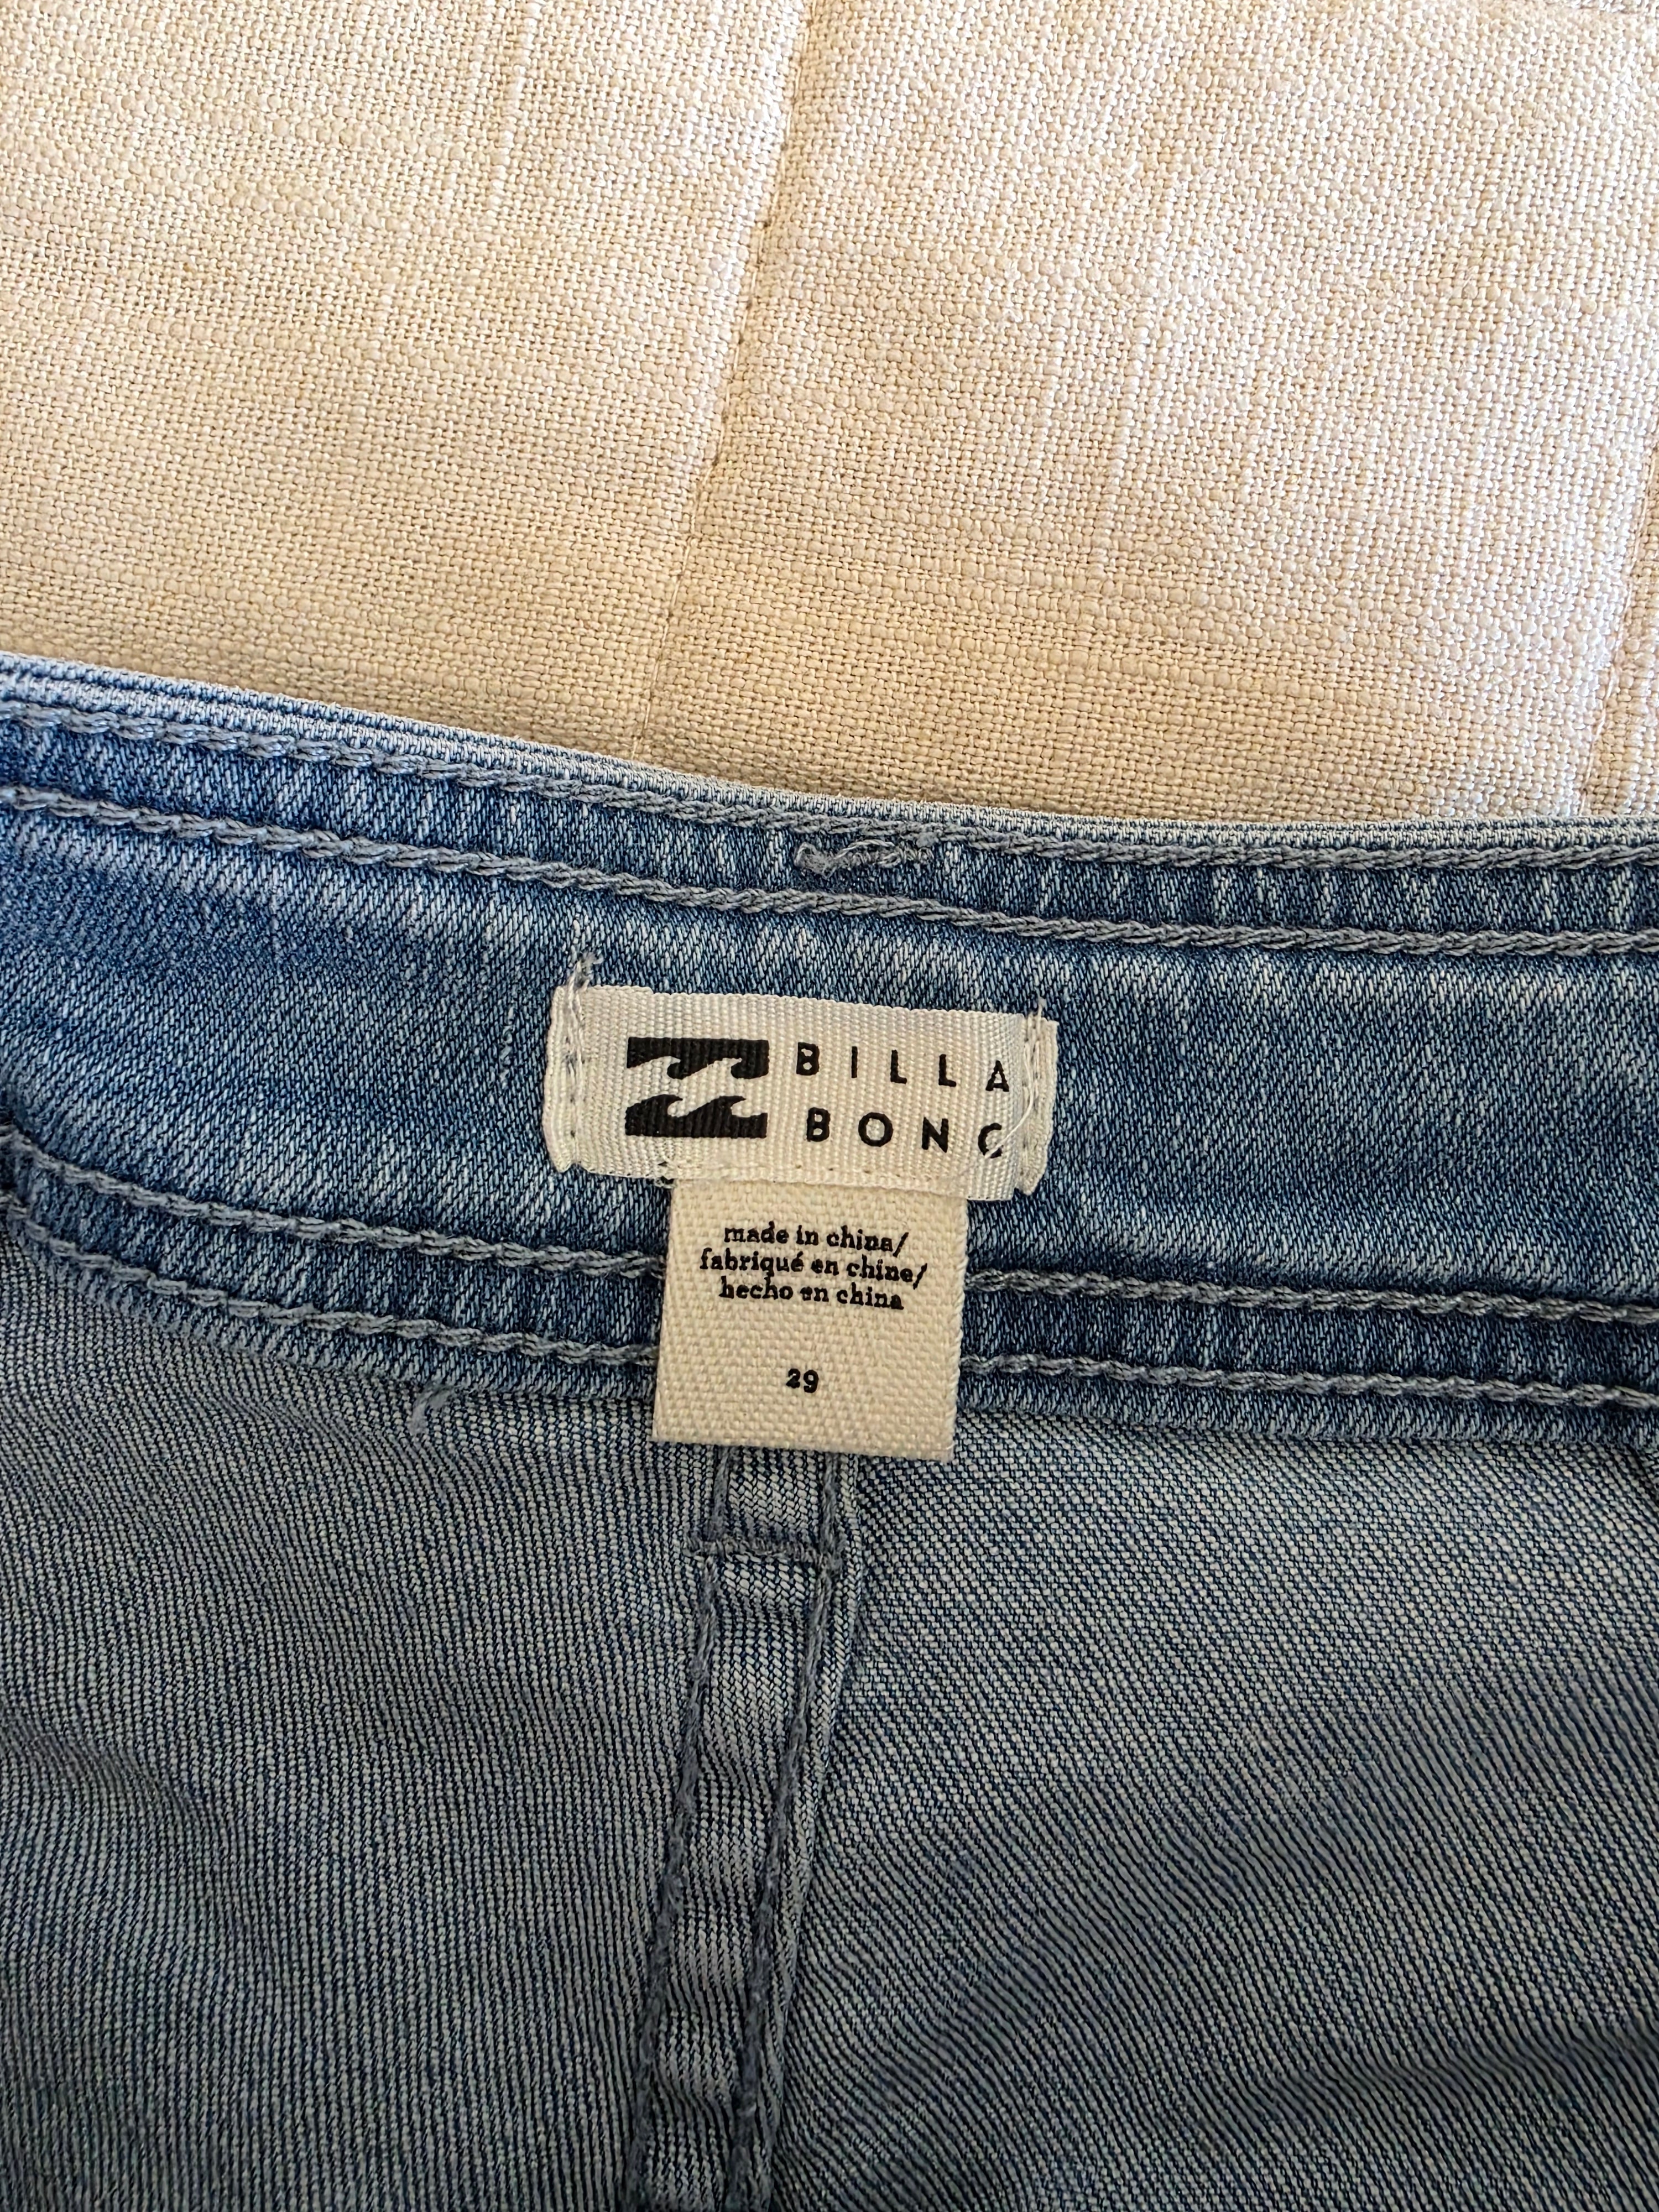 BILLA
BONG
made in china/
fabriqué en chine/
hecho en china
29